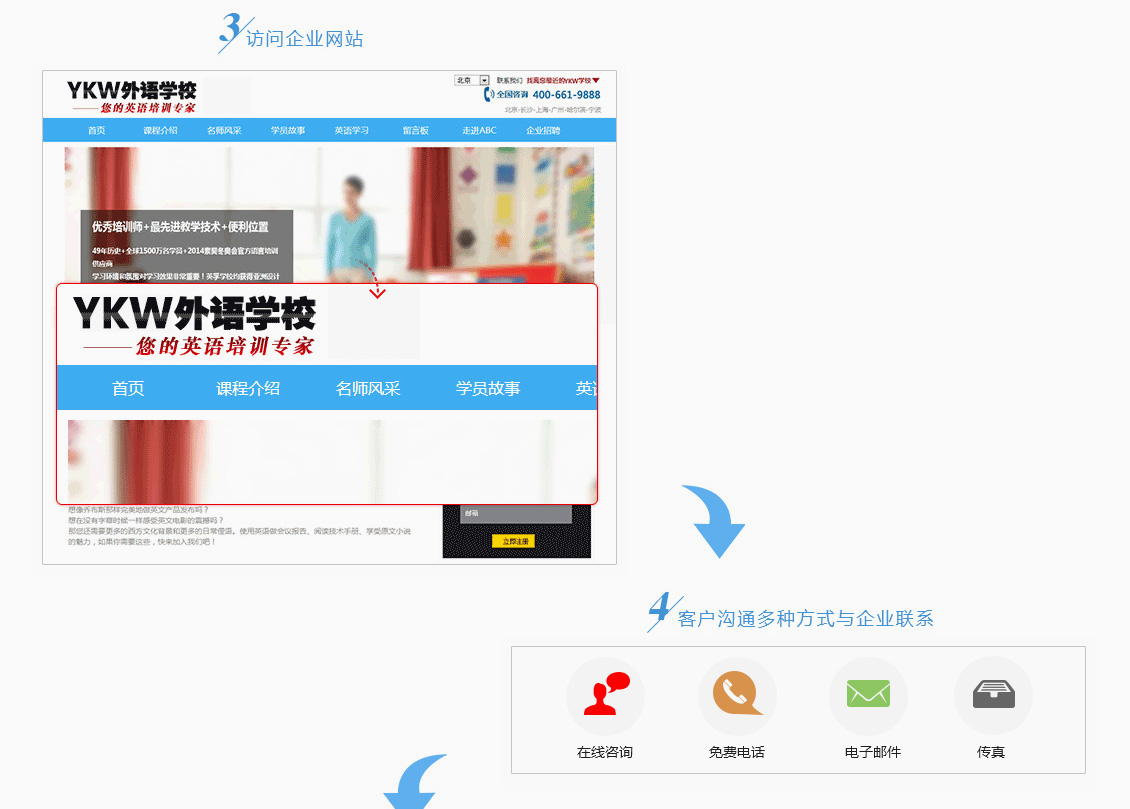 3 访问企业网站
YKW外语学校
您的英语培训专家
北京 联系我们 找离您最近的YKW学校
全国咨询 400-661-9888
北京-长沙-上海-广州-哈尔滨-宁波
首页 课程介绍 名师风采 学员故事 英语学习 留言板 走进ABC 企业招聘
优秀培训师+最先进教学技术+便利位置
49年历史+全球1500万名学员+2014索契冬奥会官方语言培训
供应商
学习环境和氛围对学习效果非常重要！英孚学校均获得亚洲设计
YKW外语学校
您的英语培训专家
首页 课程介绍 名师风采 学员故事 英语
想像乔布斯那样完美地做英文产品发布吗？
想在没有字幕时候一样感受英文电影的震撼吗？
那您还需要更多的西方文化背景和更多的日常俚语。使用英语做会议报告、阅读技术手册、享受原文小说
的魅力，如果你需要这些，快来加入我们吧！
邮箱
立即注册
4 客户沟通多种方式与企业联系
在线咨询 免费电话 电子邮件 传真